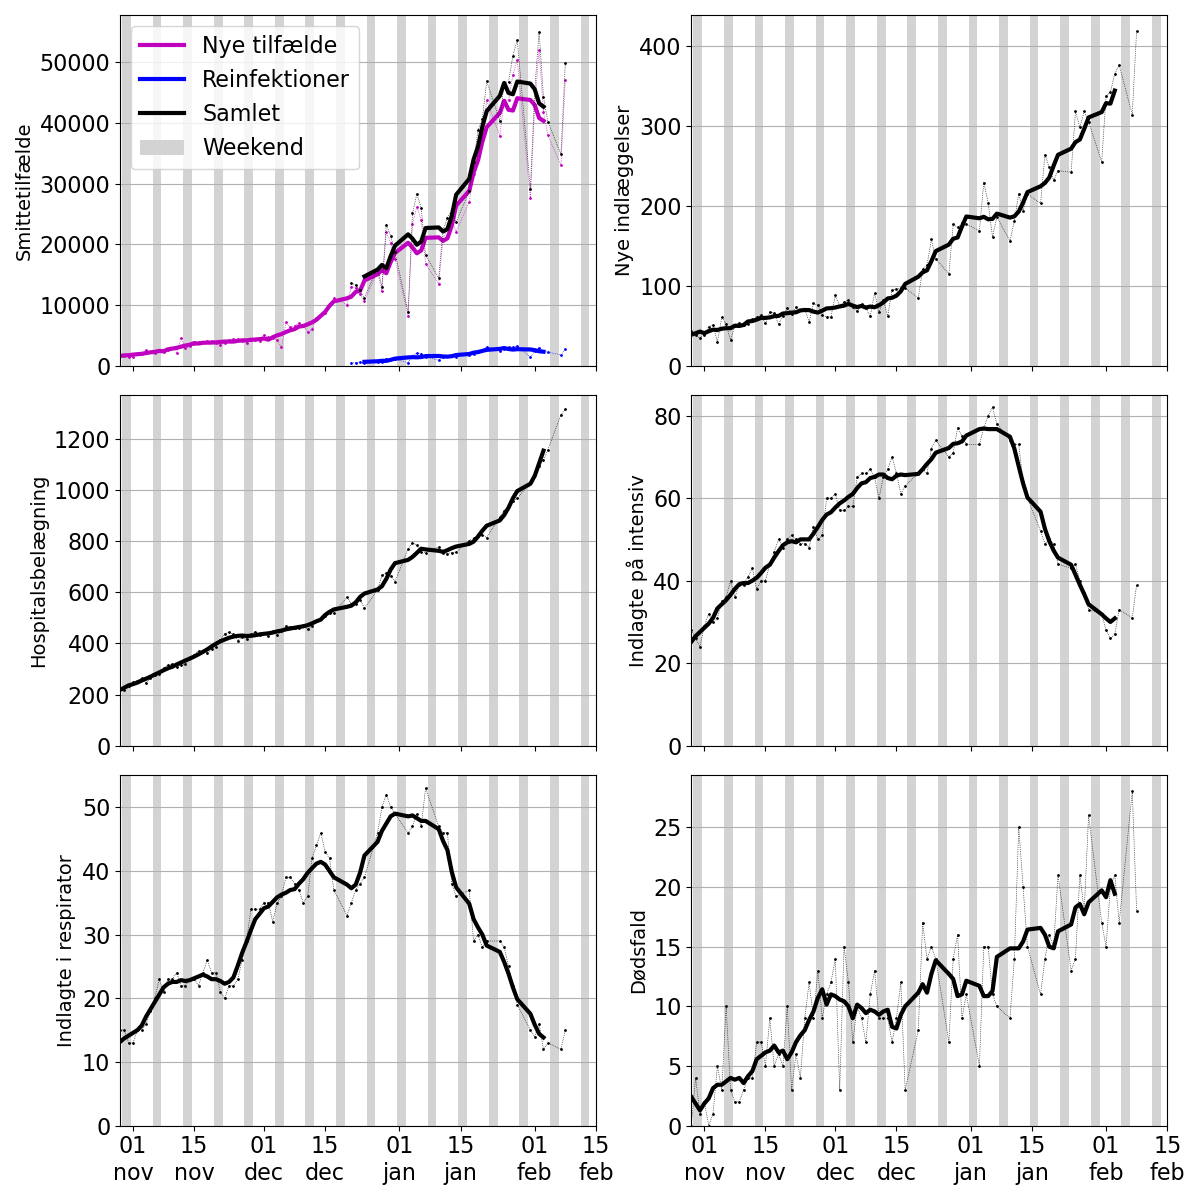 Nye tilfælde
Reinfektioner
Samlet
Weekend
Smittetilfælde
50000
40000
30000
20000
10000
0
Nye indlæggelser
400
300
200
100
0
Hospitalsbelægning
1200
1000
800
600
400
200
0
Indlagte på intensiv
80
60
40
20
0
Indlagte i respirator
50
40
30
20
10
0
01 15 01 15 01 15 01 15
nov nov dec dec jan jan feb feb
Dødsfald
25
20
15
10
5
0
01 15 01 15 01 15 01 15
nov nov dec dec jan jan feb feb